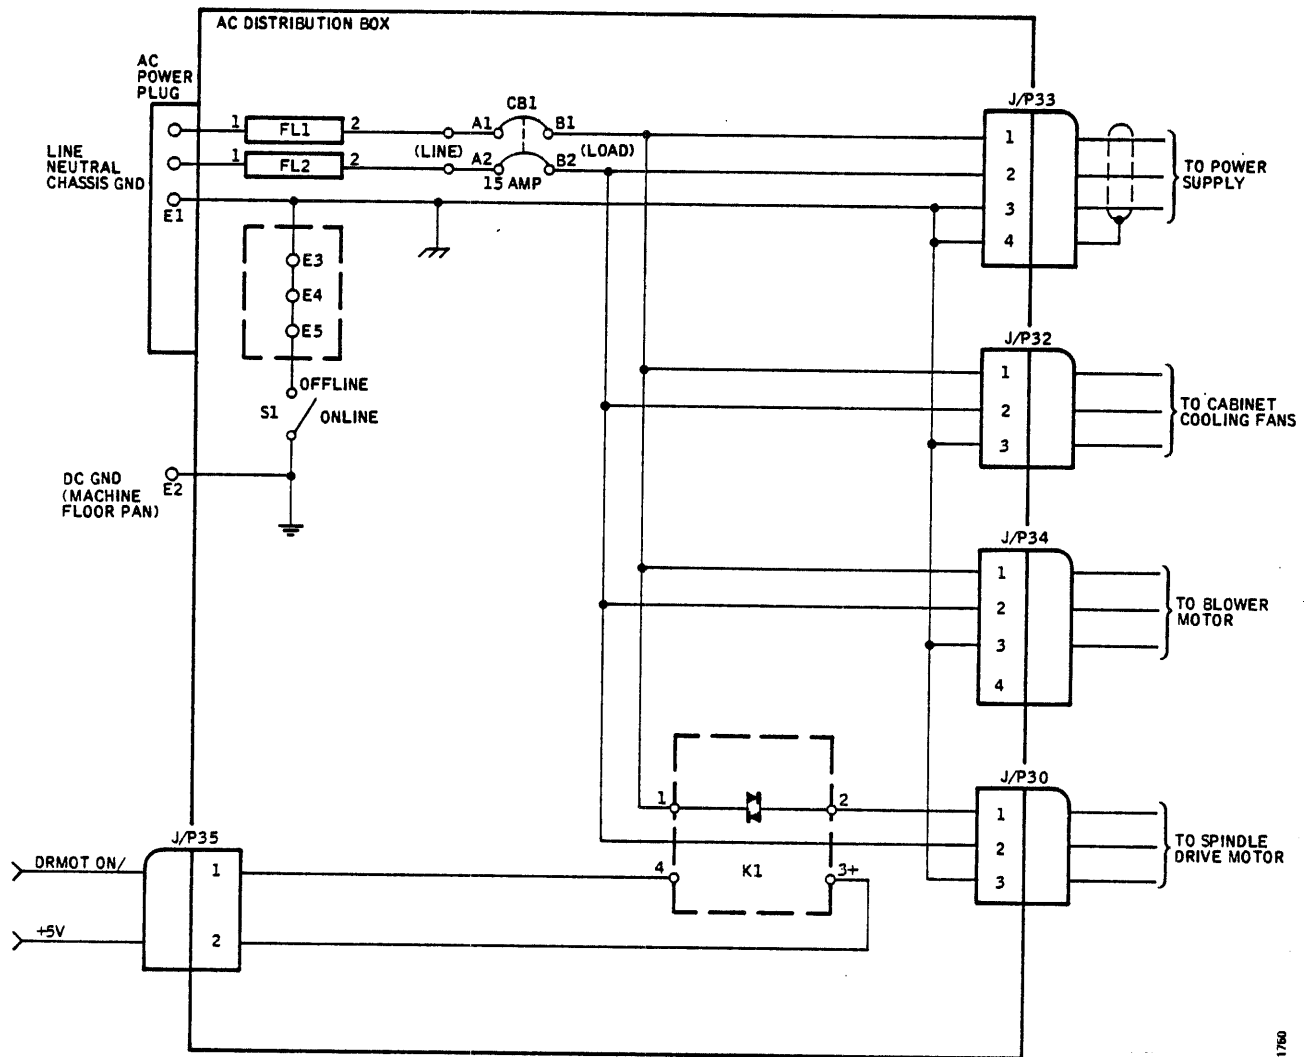 AC DISTRIBUTION BOX
AC
POWER
PLUG
LINE
NEUTRAL
CHASSIS GND
E1
1 FL1 2
1 FL2 2
(LINE)
A1 CB1 B1
A2 B2
15 AMP
(LOAD)
E3
E4
E5
OFFLINE
S1
ONLINE
DC GND
(MACHINE
FLOOR PAN)
E2
J/P33
1
2
3
4
TO POWER
SUPPLY
J/P32
1
2
3
TO CABINET
COOLING FANS
J/P34
1
2
3
4
TO BLOWER
MOTOR
1 2
4 K1 3+
J/P30
1
2
3
TO SPINDLE
DRIVE MOTOR
J/P35
DRMOT ON/ 1
+5V 2
1760